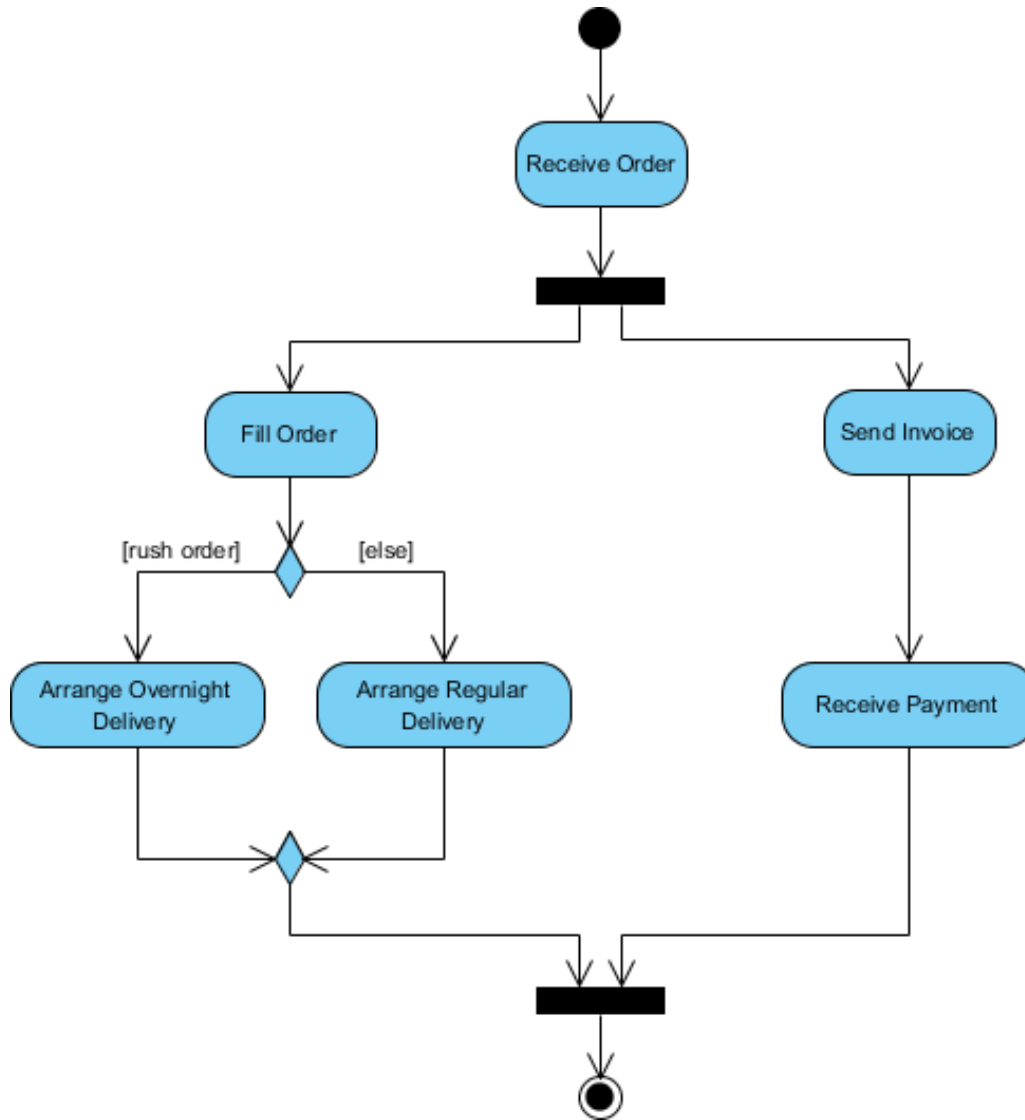 Receive Order
Fill Order
Send Invoice
[rush order]
[else]
Arrange Overnight
Delivery
Arrange Regular
Delivery
Receive Payment